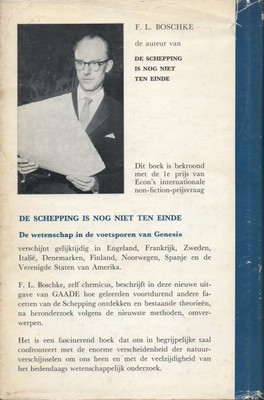 F. L. BOSCHKE
de auteur van
DE SCHEPPING
IS NOG NIET
TEN EINDE
Dit boek is bekroond
met de 1e prijs van
Econ's internationale
non-fiction-prijsvraag
DE SCHEPPING IS NOG NIET TEN EINDE
De wetenschap in de voetsporen van Genesis
verschijnt gelijktijdig in Engeland, Frankrijk, Zweden,
Italië, Denemarken, Finland, Noorwegen, Spanje en de
Verenigde Staten van Amerika.
F. L. Boschke, zelf chemicus, beschrijft in deze nieuwe uit-
gave van GAADE hoe geleerden voortdurend andere fa-
cetten van de Schepping ontdekken en bestaande theorieën,
na heronderzoek volgens de nieuwste methoden, omver-
werpen.
Het is een fascinerend boek dat ons in begrijpelijke taal
confronteert met de enorme verscheidenheid der natuur-
verschijnselen om ons heen en met de veelzijdigheid van
het hedendaags wetenschappelijk onderzoek.